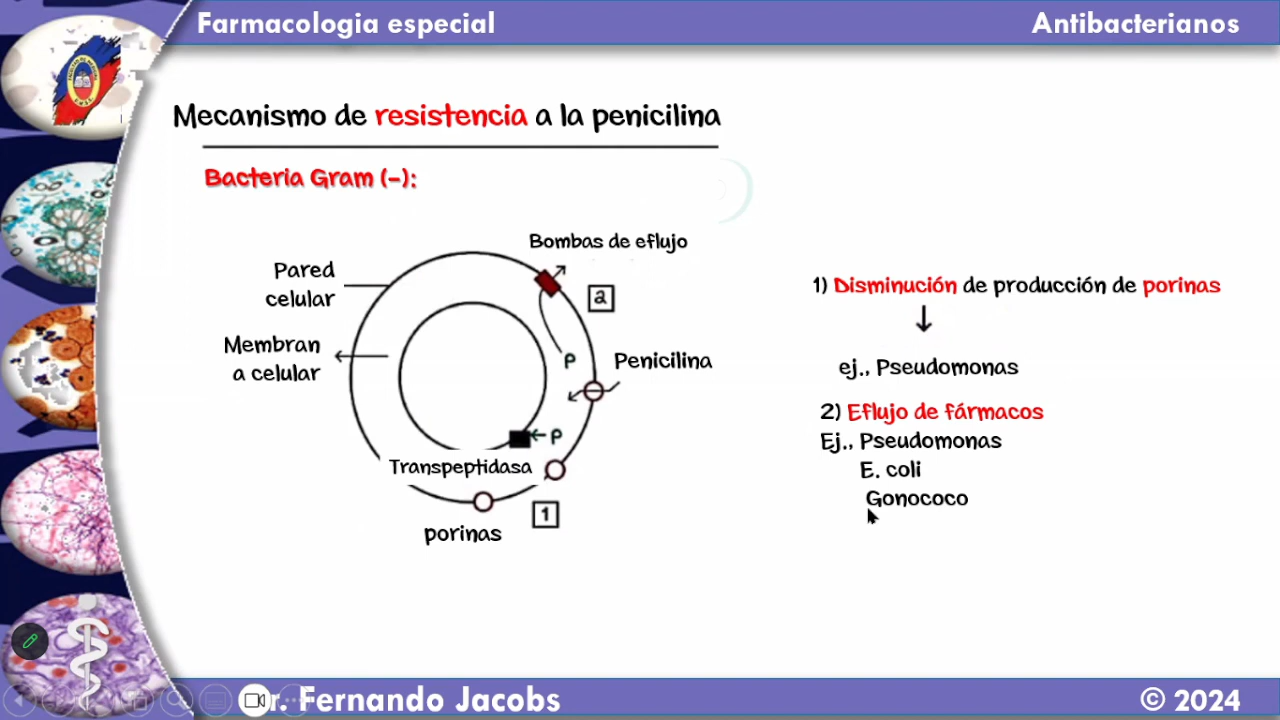 Farmacologia especial
Antibacterianos
Mecanismo de resistencia a la penicilina
Bacteria Gram (-):
Bombas de eflujo
Pared
celular
a
Membran
a celular
P
Penicilina
P
Transpeptidasa
1
porinas
1) Disminución de producción de porinas
ej., Pseudomonas
2) Eflujo de fármacos
Ej., Pseudomonas
E. coli
Gonococo
r. Fernando Jacobs
© 2024